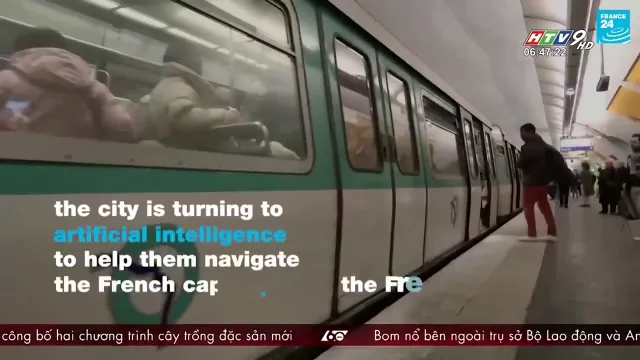 FRANCE
24
HTV9 HD
06:47:22
the city is turning to
artificial intelligence
to help them navigate
the French cap the Fre
công bố hai chương trình cây trồng đặc sản mới 60 Bom nổ bên ngoài trụ sở Bộ Lao động và An